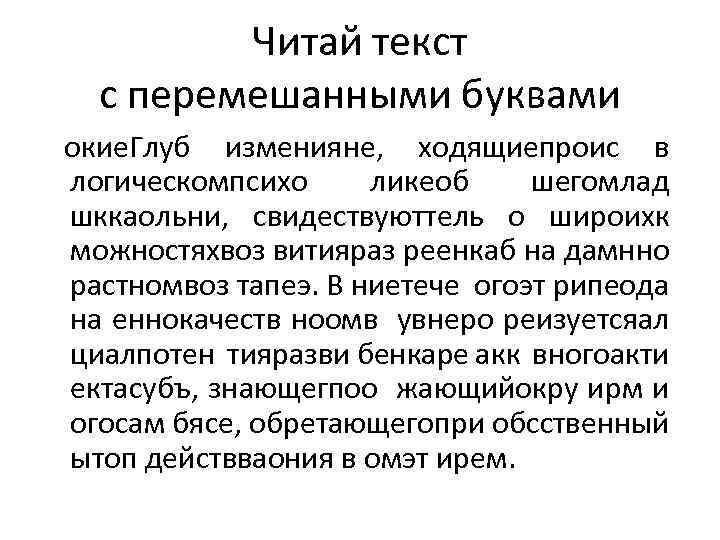 Читай текст
с перемешанными буквами
окие.Глуб изменияне, ходящиепроис в
логическомпсихо ликеоб шегомлад
шккаольни, свидествуюттель о широихк
можностяхвоз витияраз реенкаб на дамнно
растномвоз тапеэ. В ниетече огоэт рипеода
на еннокачеств ноомв увнеро реизуетсяал
циалпотен тияразви бенкаре акк вногоакти
ектасубъ, знающегпоо жающийокру ирм и
огосам бясе, обретающегопри обсственный
ытоп действваония в омэт ирем.